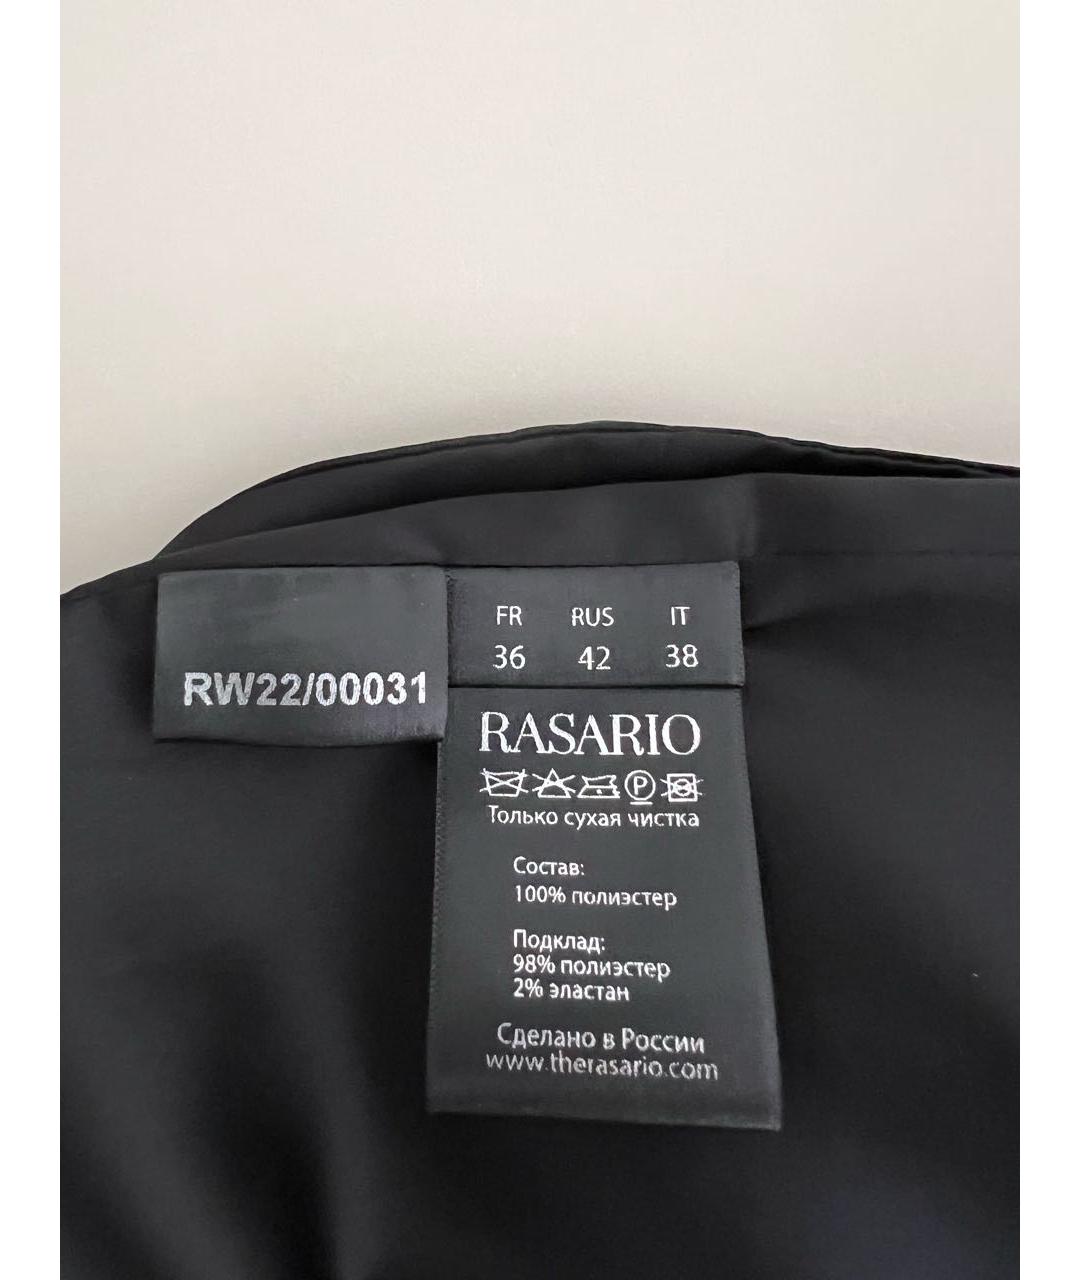 RW22/00031
FR RUS IT
36 42 38
RASARIO
P
Только сухая чистка
Состав:
100% полиэстер
Подклад:
98% полиэстер
2% эластан
Сделано в России
www.therasario.com